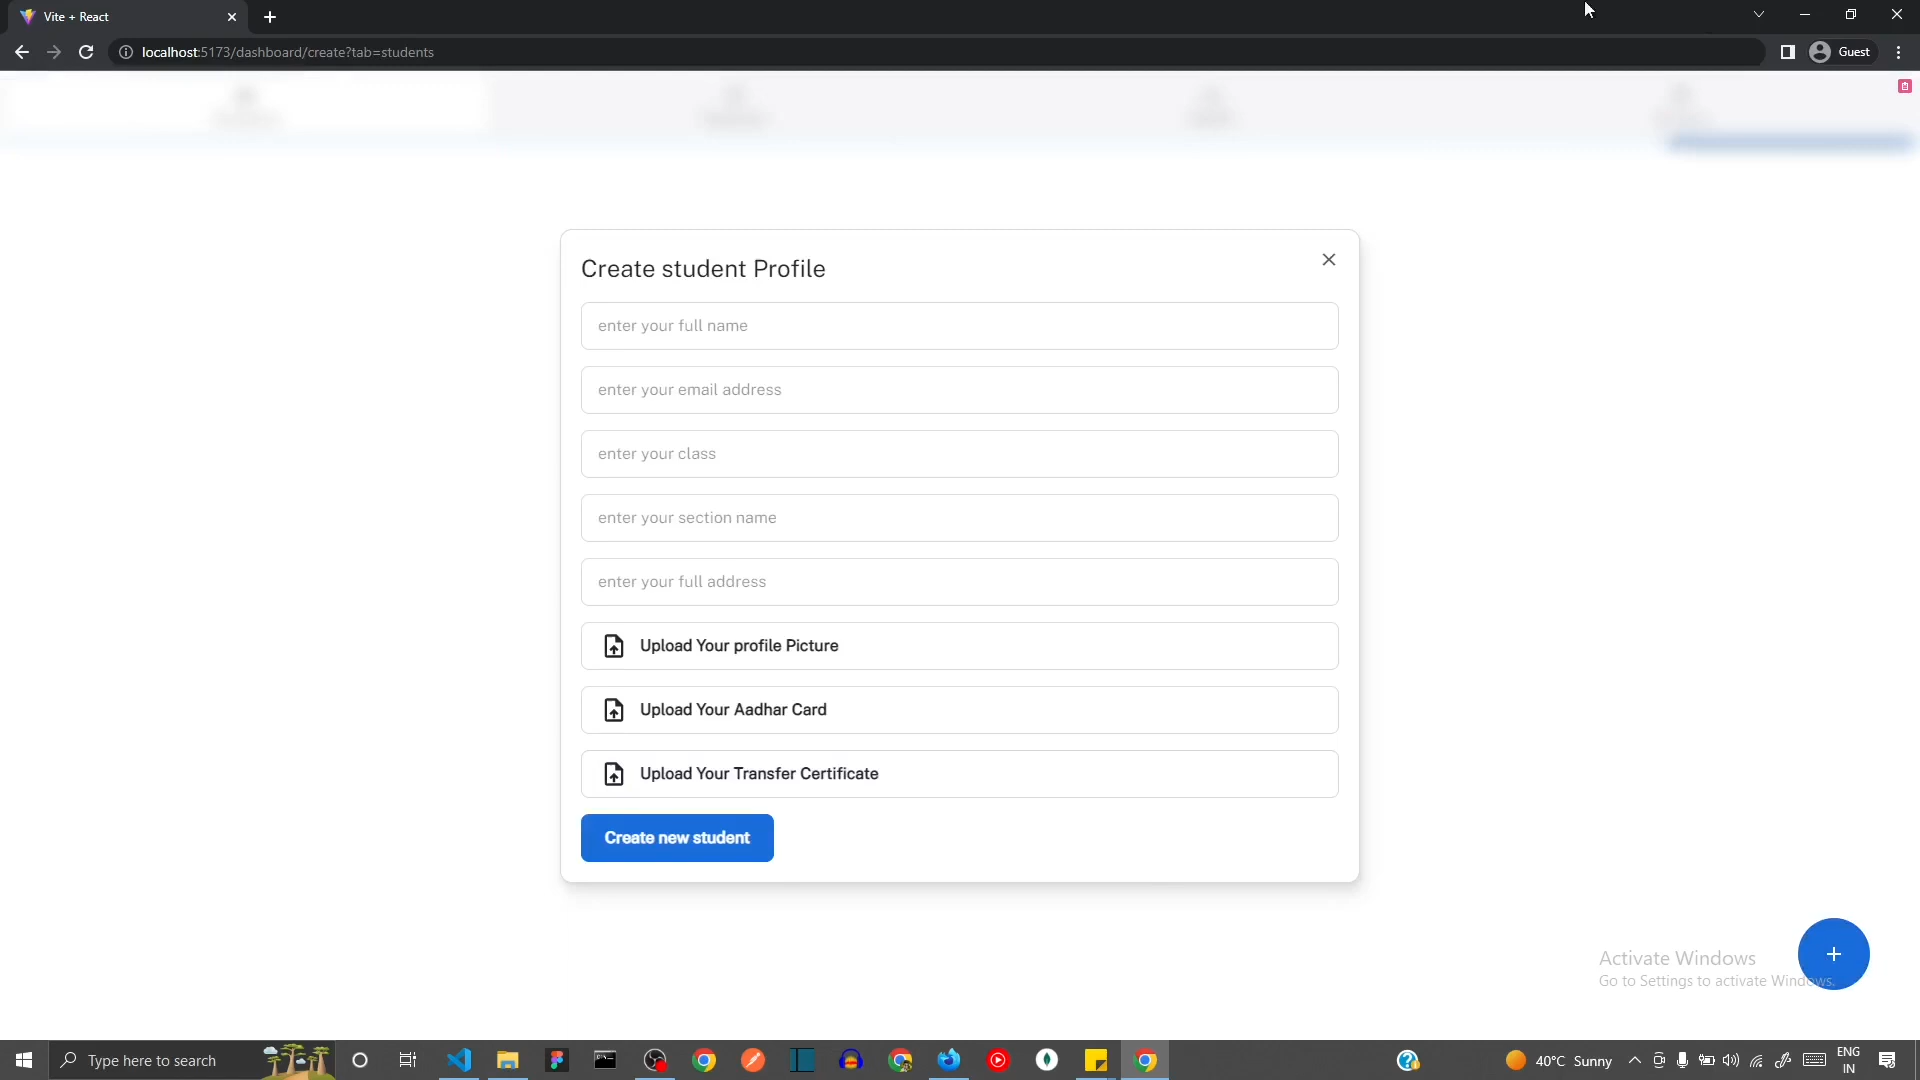 Vite + React
localhost:5173/dashboard/create?tab=students
Guest
Create student Profile
enter your full name
enter your email address
enter your class
enter your section name
enter your full address
Upload Your profile Picture
Upload Your Aadhar Card
Upload Your Transfer Certificate
Create new student
Activate Windows
Go to Settings to activate Windows.
Type here to search
40°C Sunny
ENG
IN